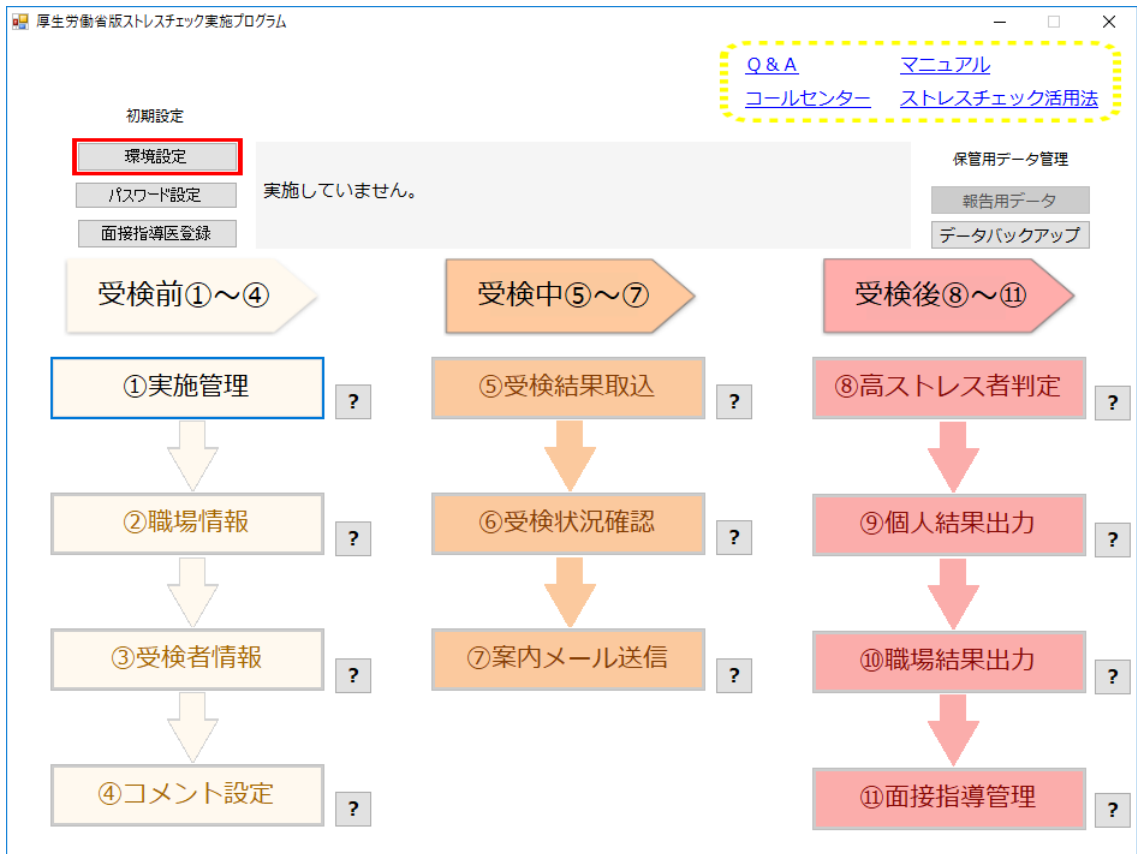 厚生労働省版ストレスチェック実施プログラム
Q & A
マニュアル
コールセンター
ストレスチェック活用法
初期設定
環境設定
パスワード設定
面接指導医登録
実施していません。
保管用データ管理
報告用データ
データバックアップ
受検前①～④
受検中⑤～⑦
受検後⑧～⑪
①実施管理
?
②職場情報
?
③受検者情報
?
④コメント設定
?
⑤受検結果取込
?
⑥受検状況確認
?
⑦案内メール送信
?
⑧高ストレス者判定
?
⑨個人結果出力
?
⑩職場結果出力
?
⑪面接指導管理
?